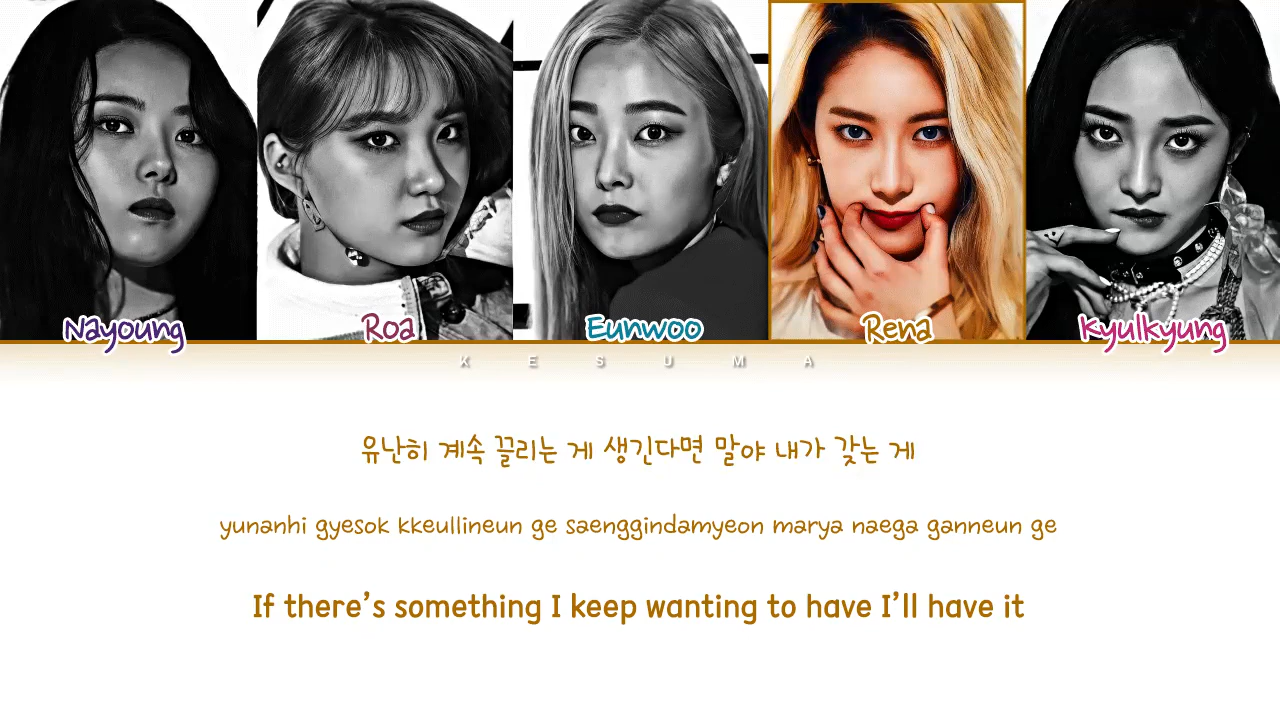 Nayoung
Roa
Eunwoo
Rena
Kyulkyung
K E S U M A
유난히 계속 끌리는 게 생긴다면 말야 내가 갖는 게
yunanhi gyesok kkeullineun ge saenggindamyeon marya naega ganneun ge
If there's something I keep wanting to have I'll have it